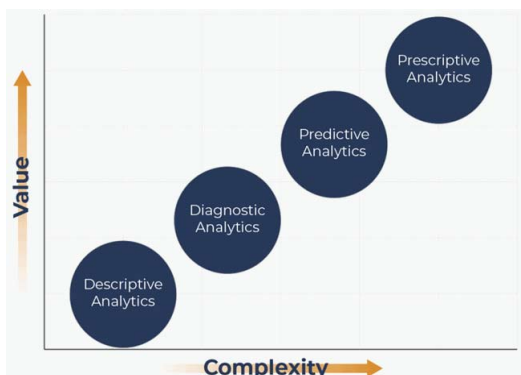 Prescriptive
Analytics
Predictive
Analytics
Diagnostic
Analytics
Descriptive
Analytics
Value
Complexity